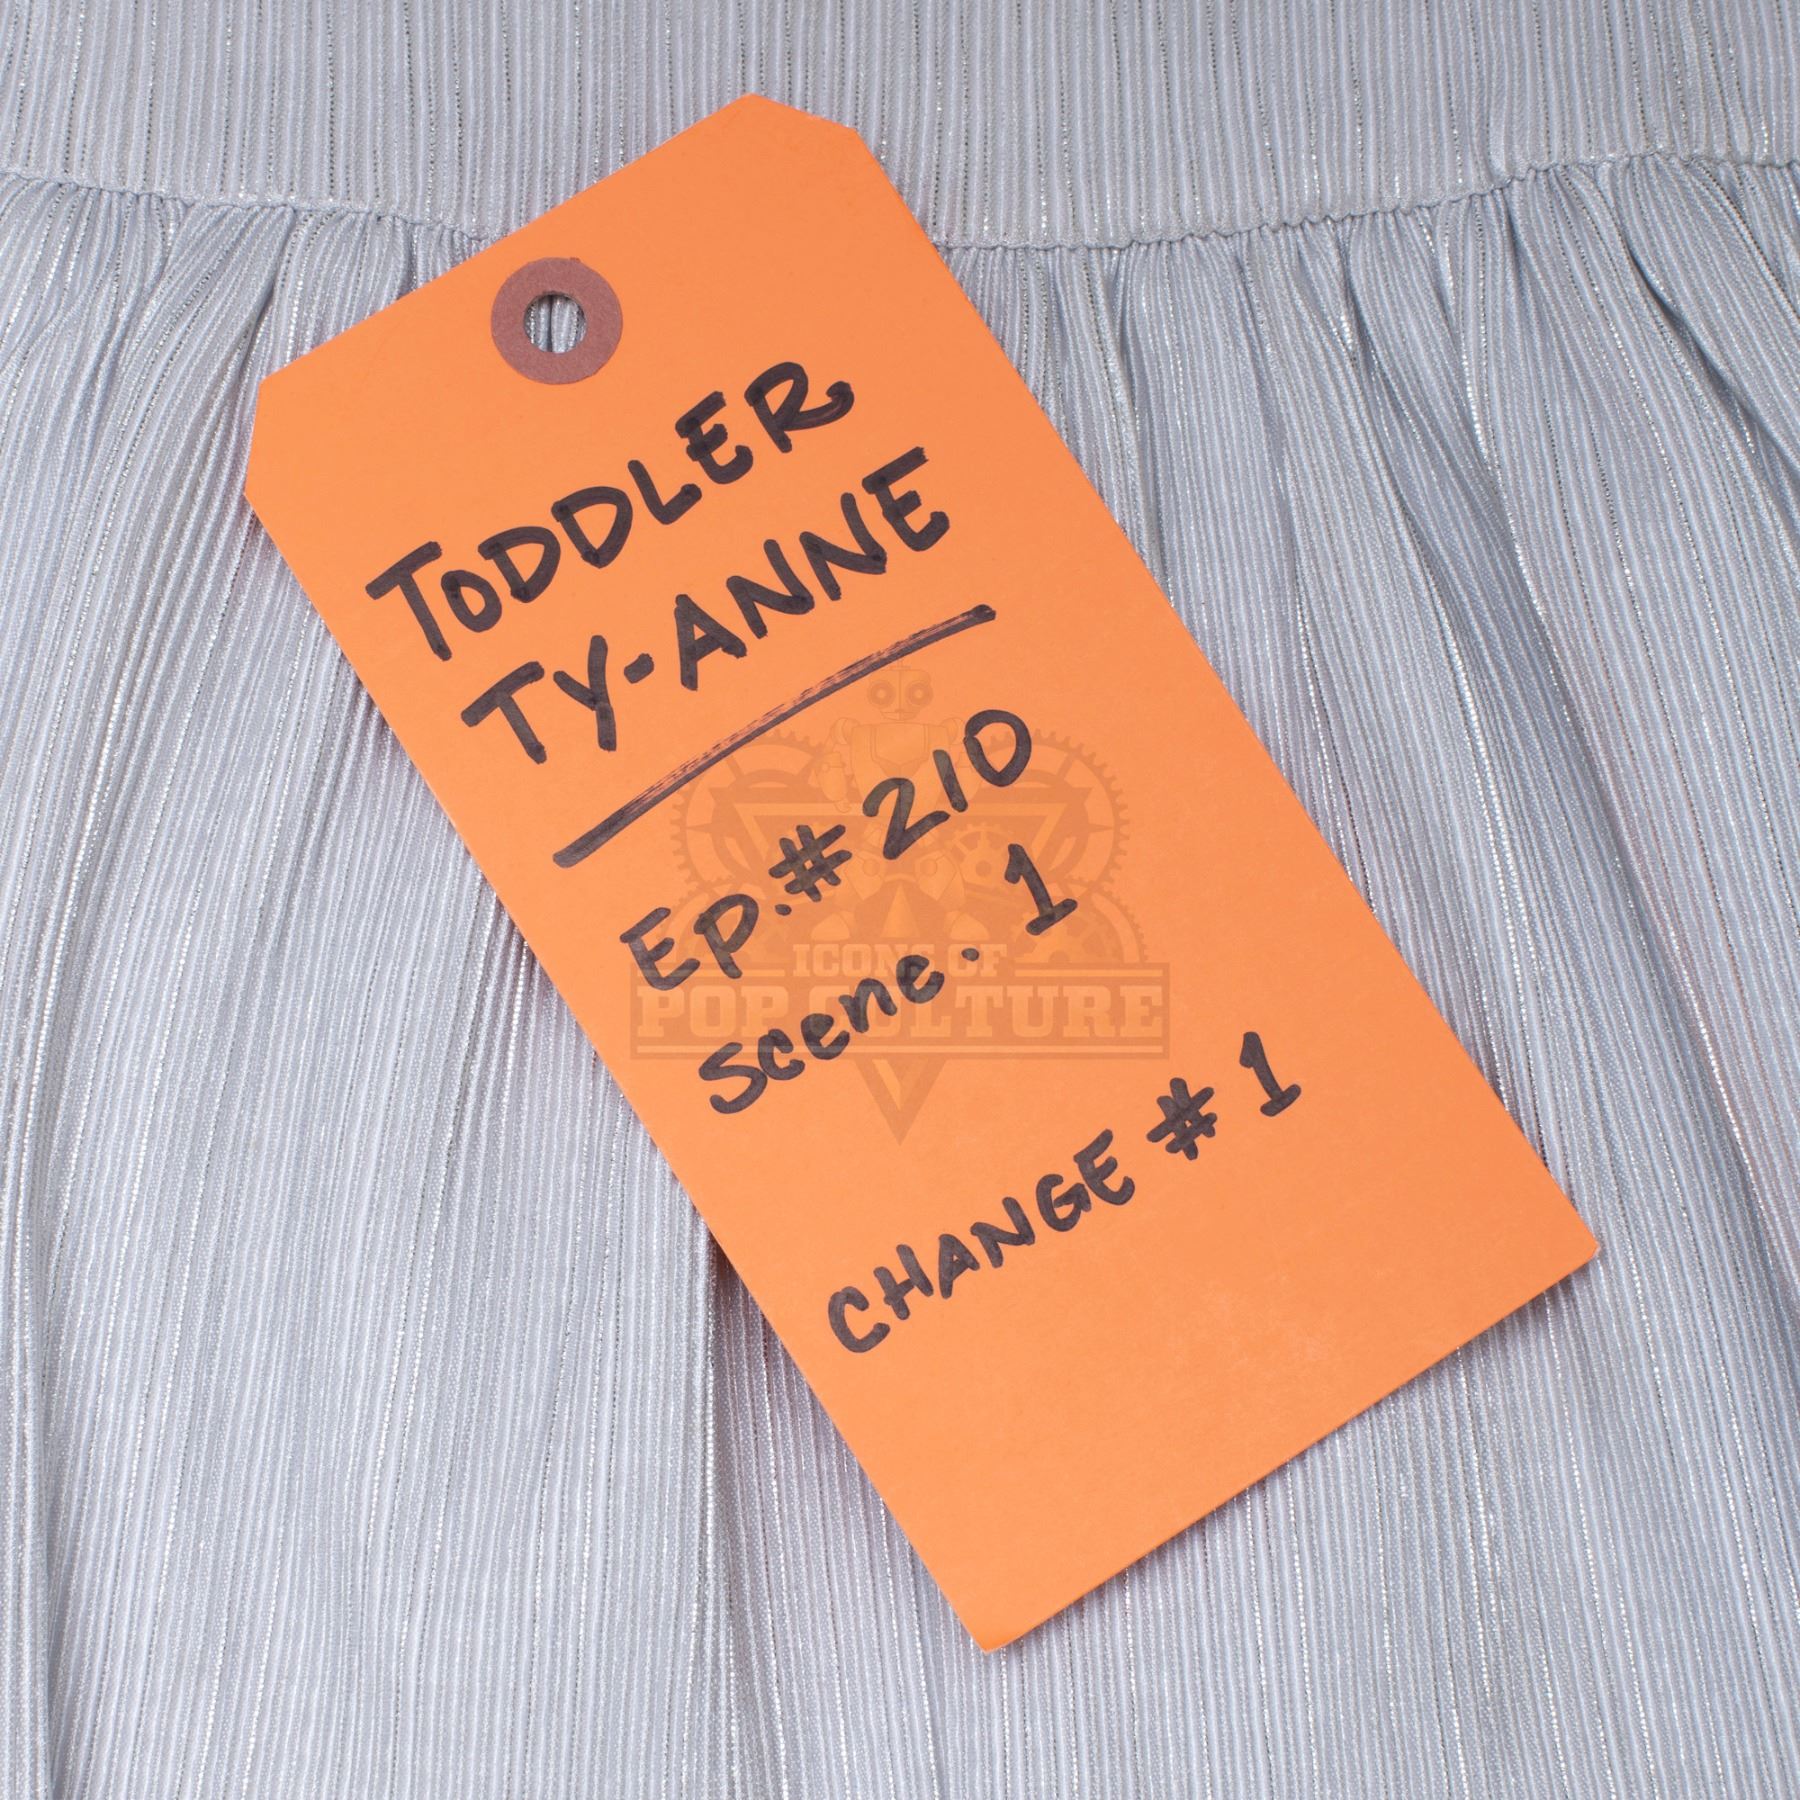 TODDLER
TY-ANNE
EP.# 210
Scene. 1
CHANGE # 1
ICONS OF
POP CULTURE